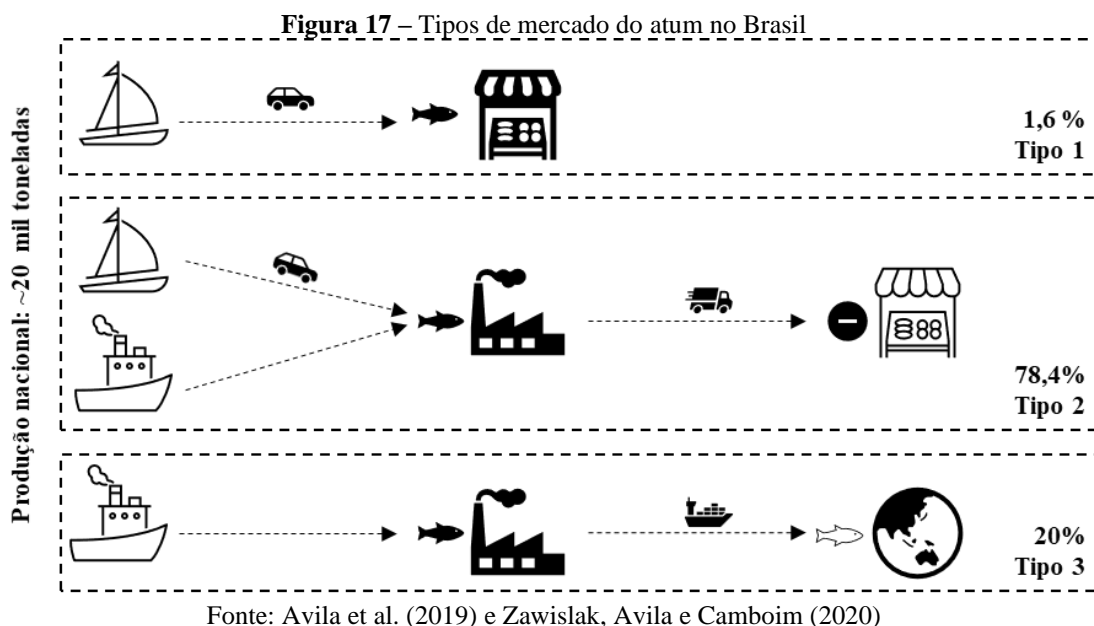 Figura 17 – Tipos de mercado do atum no Brasil
Produção nacional: ~20 mil toneladas
1,6 %
Tipo 1
78,4%
Tipo 2
20%
Tipo 3
Fonte: Avila et al. (2019) e Zawislak, Avila e Camboim (2020)